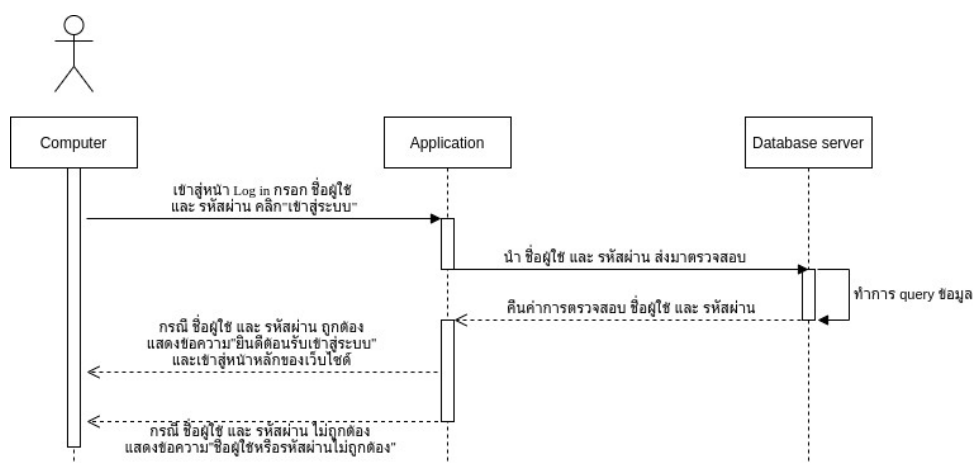 Computer
Application
Database server
เข้าสู่หน้า Log in กรอก ชื่อผู้ใช้
และ รหัสผ่าน คลิก"เข้าสู่ระบบ"
นำ ชื่อผู้ใช้ และ รหัสผ่าน ส่งมาตรวจสอบ
ทำการ query ข้อมูล
คืนค่าการตรวจสอบ ชื่อผู้ใช้ และ รหัสผ่าน
กรณี ชื่อผู้ใช้ และ รหัสผ่าน ถูกต้อง
แสดงข้อความ"ยินดีต้อนรับเข้าสู่ระบบ"
และเข้าสู่หน้าหลักของเว็บไซต์
กรณี ชื่อผู้ใช้ และ รหัสผ่าน ไม่ถูกต้อง
แสดงข้อความ"ชื่อผู้ใช้หรือรหัสผ่านไม่ถูกต้อง"